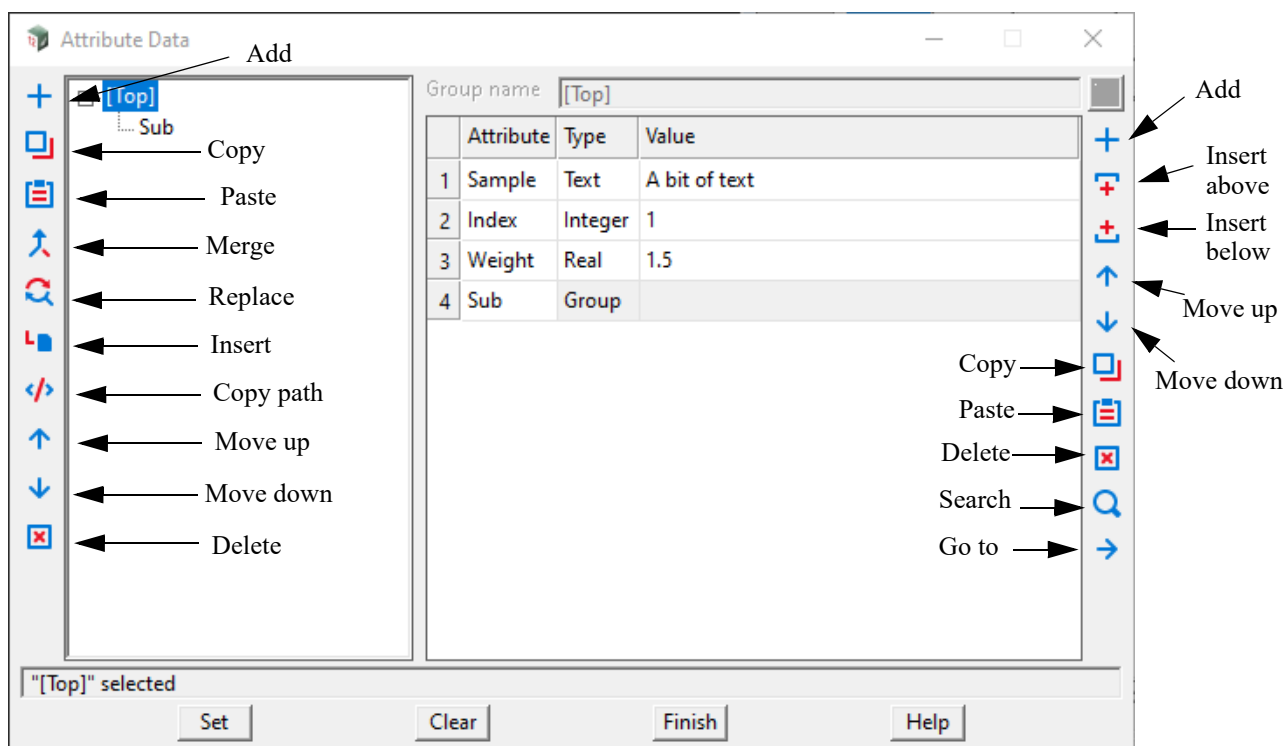 Attribute Data
Add
[Top]
Sub
Copy
Paste
Merge
Replace
Insert
Copy path
Move up
Move down
Delete
Group name [Top]
Attribute Type Value
1 Sample Text A bit of text
2 Index Integer 1
3 Weight Real 1.5
4 Sub Group
Add
Insert
above
Insert
below
Move up
Move down
Copy
Paste
Delete
Search
Go to
"[Top]" selected
Set Clear Finish Help